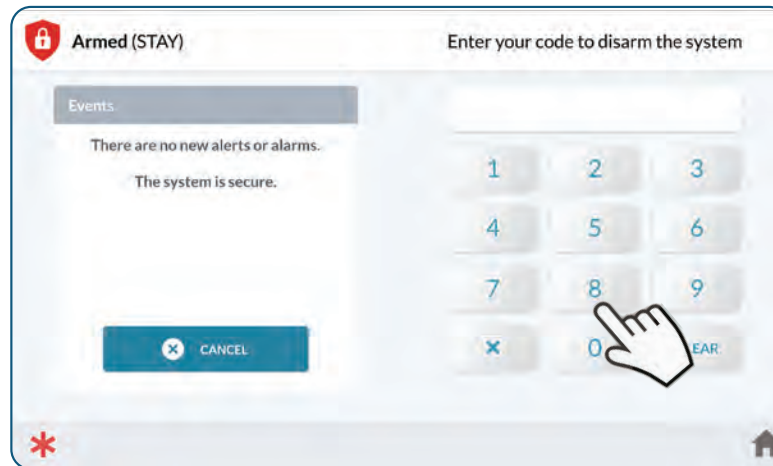 Armed (STAY)
Enter your code to disarm the system
Events
There are no new alerts or alarms.
The system is secure.
1 2 3
4 5 6
7 8 9
0
CANCEL